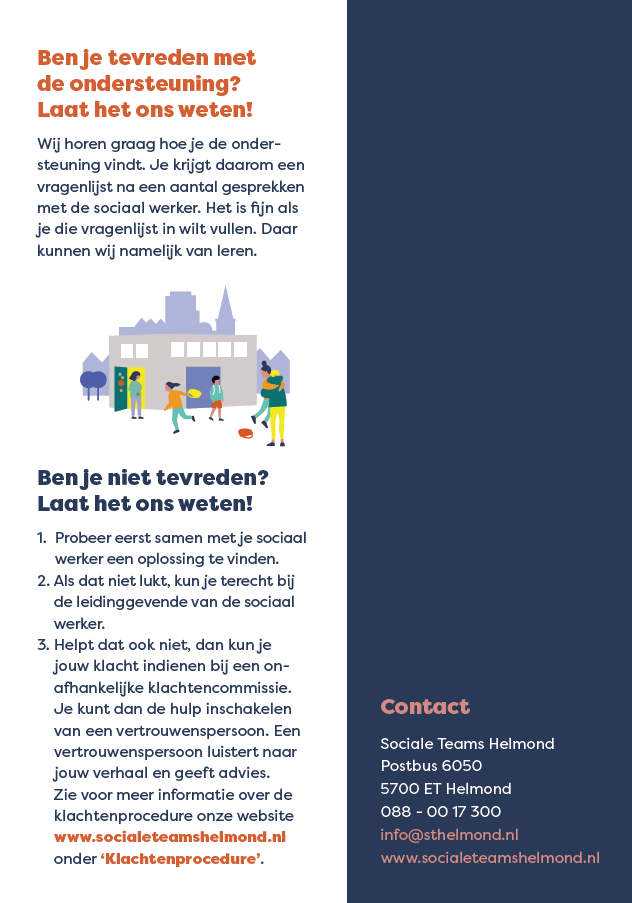 Ben je tevreden met
de ondersteuning?
Laat het ons weten!
Wij horen graag hoe je de onder-
steuning vindt. Je krijgt daarom een
vragenlijst na een aantal gesprekken
met de sociaal werker. Het is fijn als
je die vragenlijst in wilt vullen. Daar
kunnen wij namelijk van leren.
Ben je niet tevreden?
Laat het ons weten!
1. Probeer eerst samen met je sociaal
werker een oplossing te vinden.
2. Als dat niet lukt, kun je terecht bij
de leidinggevende van de sociaal
werker.
3. Helpt dat ook niet, dan kun je
jouw klacht indienen bij een on-
afhankelijke klachtencommissie.
Je kunt dan de hulp inschakelen
van een vertrouwenspersoon. Een
vertrouwenspersoon luistert naar
jouw verhaal en geeft advies.
Zie voor meer informatie over de
klachtenprocedure onze website
www.socialeteamshelmond.nl
onder ‘Klachtenprocedure’.
Contact
Sociale Teams Helmond
Postbus 6050
5700 ET Helmond
088 - 00 17 300
info@sthelmond.nl
www.socialeteamshelmond.nl